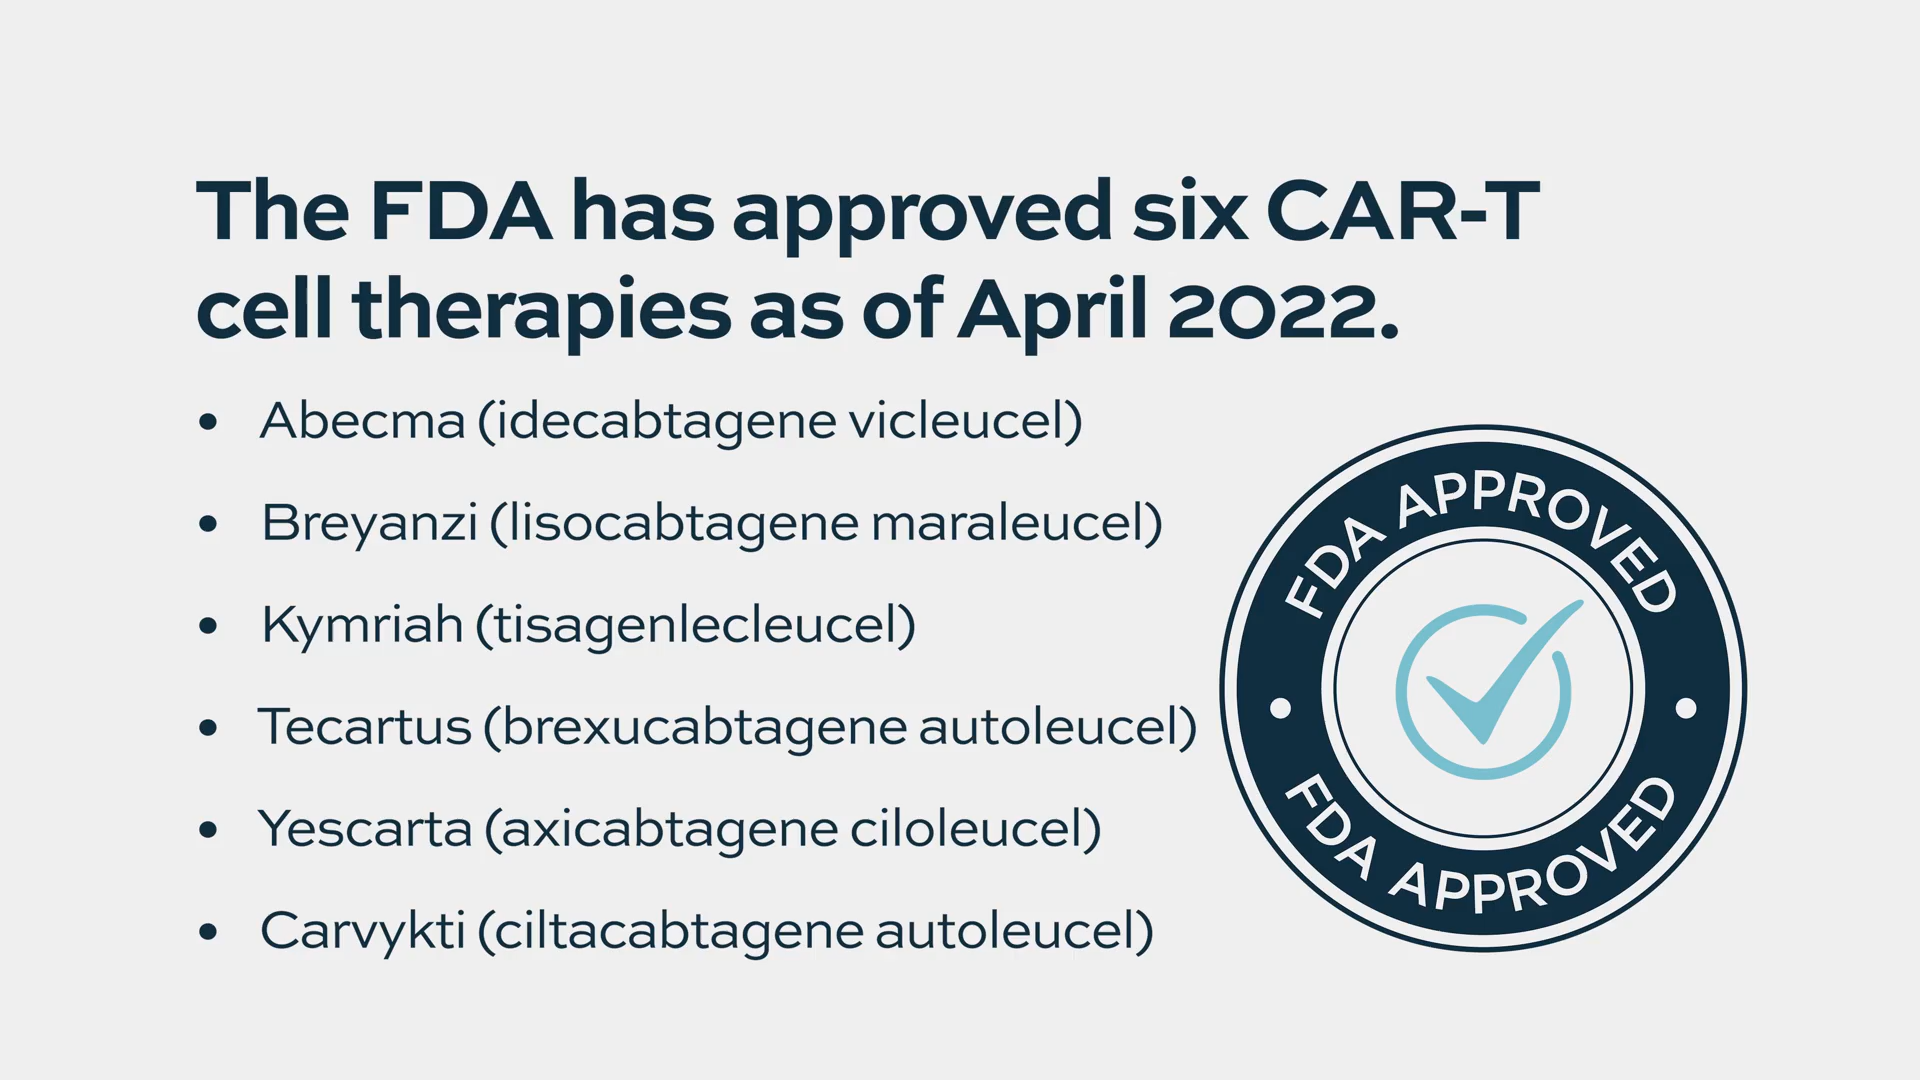 The FDA has approved six CAR-T
cell therapies as of April 2022.
• Abecma (idecabtagene vicleucel)
• Breyanzi (lisocabtagene maraleucel)
• Kymriah (tisagenlecleucel)
• Tecartus (brexucabtagene autoleucel)
• Yescarta (axicabtagene ciloleucel)
• Carvykti (ciltacabtagene autoleucel)
FDA APPROVED
FDA APPROVED